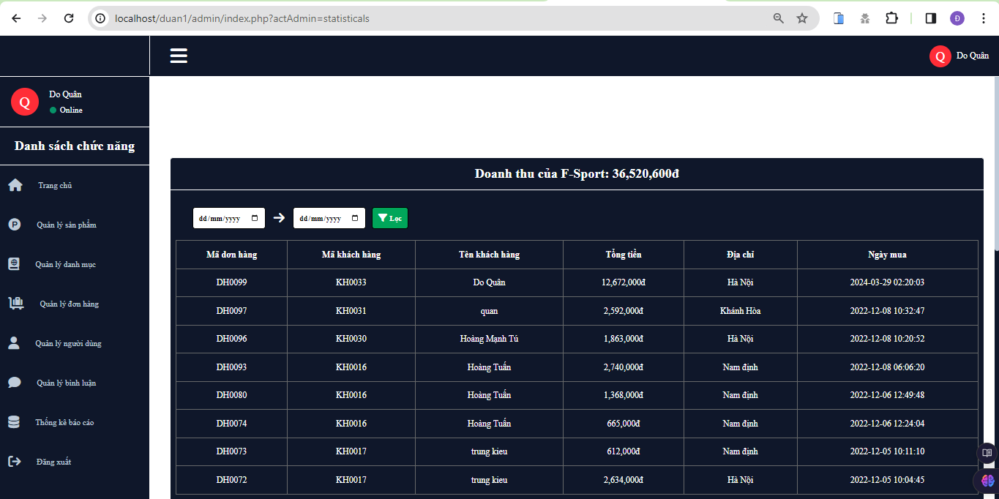 localhost/duan1/admin/index.php?actAdmin=statisticals
Đ
Q Do Quân
Q Do Quân
Online
Danh sách chức năng
Trang chủ
P Quản lý sản phẩm
Quản lý danh mục
Quản lý đơn hàng
Quản lý người dùng
Quản lý bình luận
Thống kê báo cáo
Đăng xuất
Doanh thu của F-Sport: 36,520,600đ
dd/mm/yyyy dd/mm/yyyy Lọc
Mã đơn hàng Mã khách hàng Tên khách hàng Tổng tiền Địa chỉ Ngày mua
DH0099 KH0033 Do Quân 12,672,000đ Hà Nội 2024-03-29 02:20:03
DH0097 KH0031 quan 2,592,000đ Khánh Hòa 2022-12-08 10:32:47
DH0096 KH0030 Hoàng Mạnh Tú 1,863,000đ Hà Nội 2022-12-08 10:20:52
DH0093 KH0016 Hoàng Tuấn 2,740,000đ Nam định 2022-12-08 06:06:20
DH0080 KH0016 Hoàng Tuấn 1,368,000đ Nam định 2022-12-06 12:49:48
DH0074 KH0016 Hoàng Tuấn 665,000đ Nam định 2022-12-06 12:24:04
DH0073 KH0017 trung kieu 612,000đ Nam định 2022-12-05 10:11:10
DH0072 KH0017 trung kieu 2,634,000đ Hà Nội 2022-12-05 10:04:45